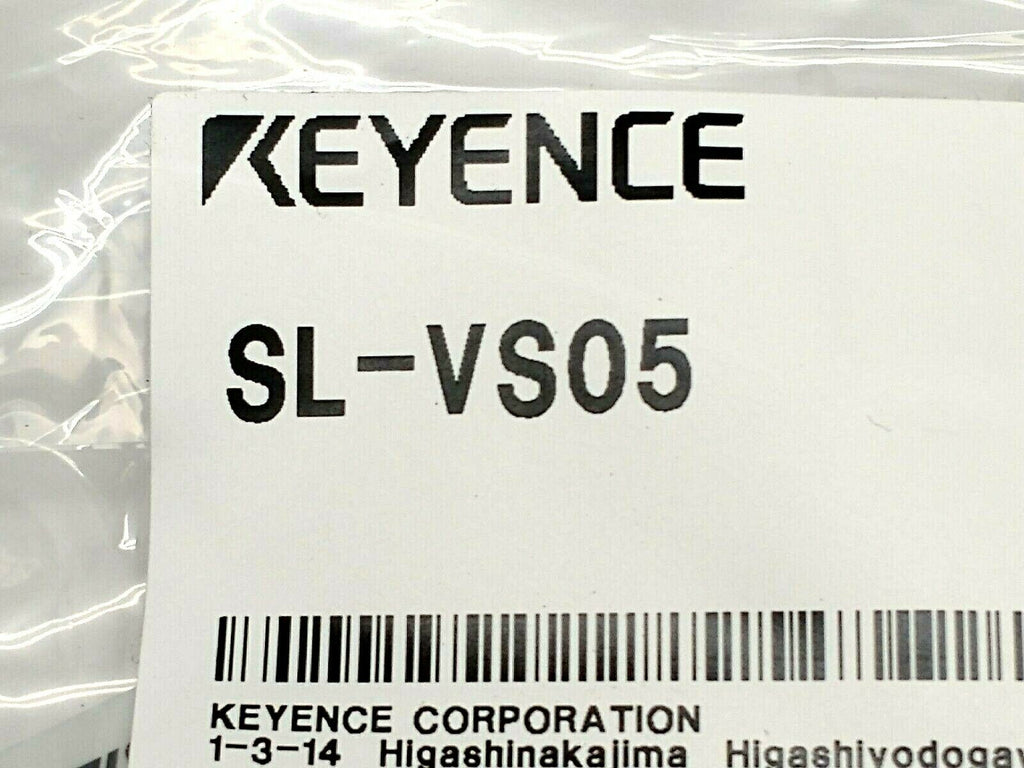 KEYENCE
SL-VS05
KEYENCE CORPORATION
1-3-14 Higashinakajima